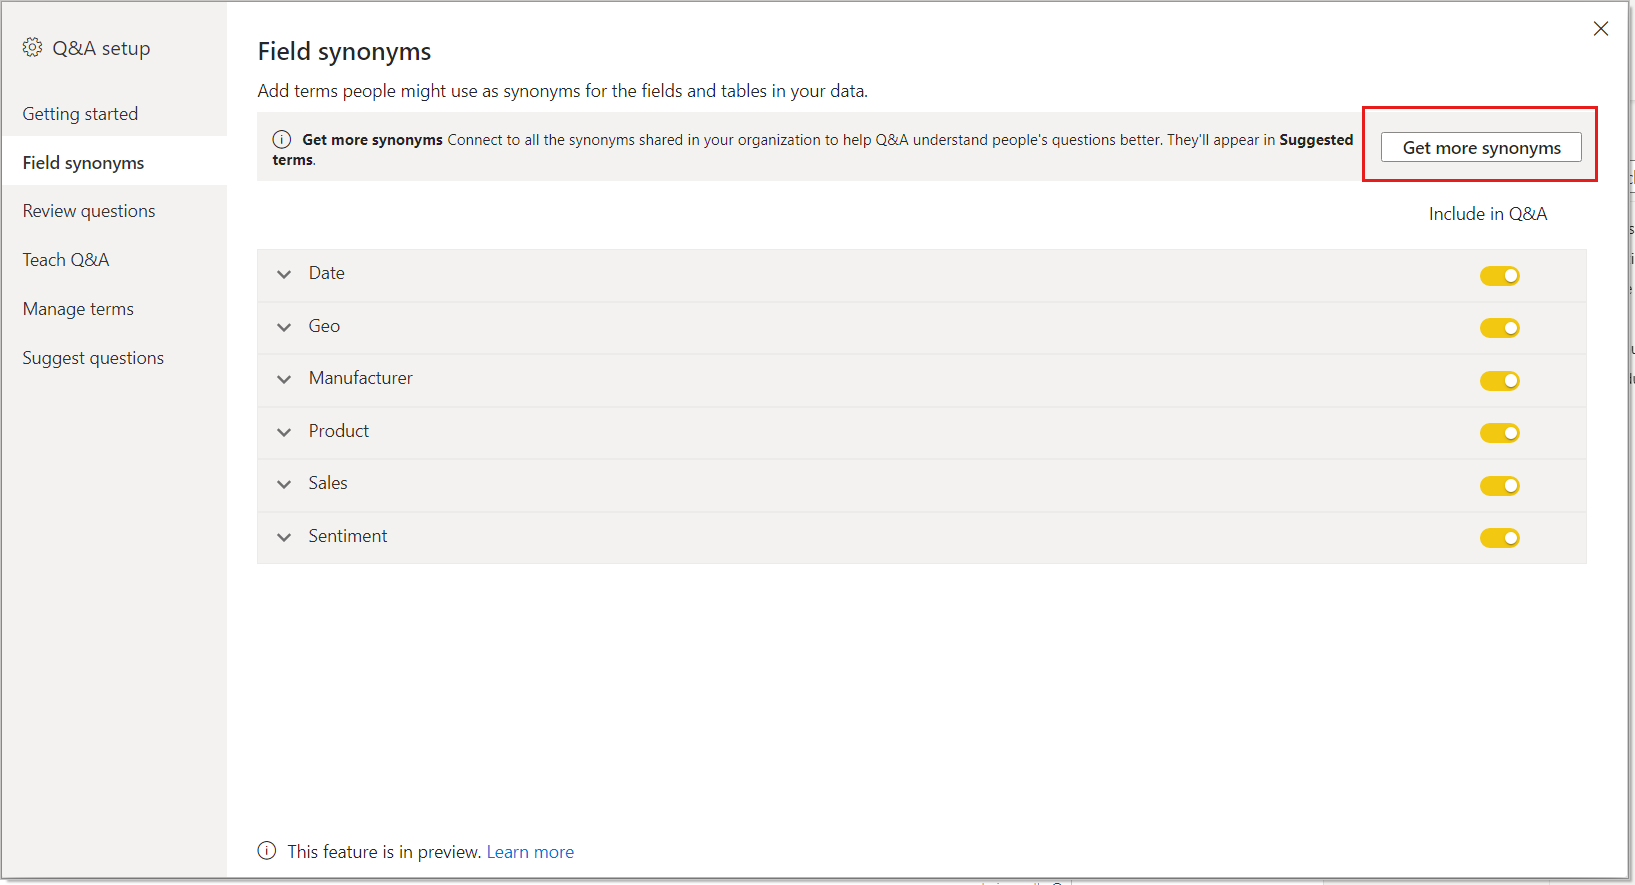 Q&A setup
Getting started
Field synonyms
Review questions
Teach Q&A
Manage terms
Suggest questions
Field synonyms
Add terms people might use as synonyms for the fields and tables in your data.
Get more synonyms Connect to all the synonyms shared in your organization to help Q&A understand people's questions better. They'll appear in Suggested
terms.
Get more synonyms
Include in Q&A
Date
Geo
Manufacturer
Product
Sales
Sentiment
This feature is in preview. Learn more